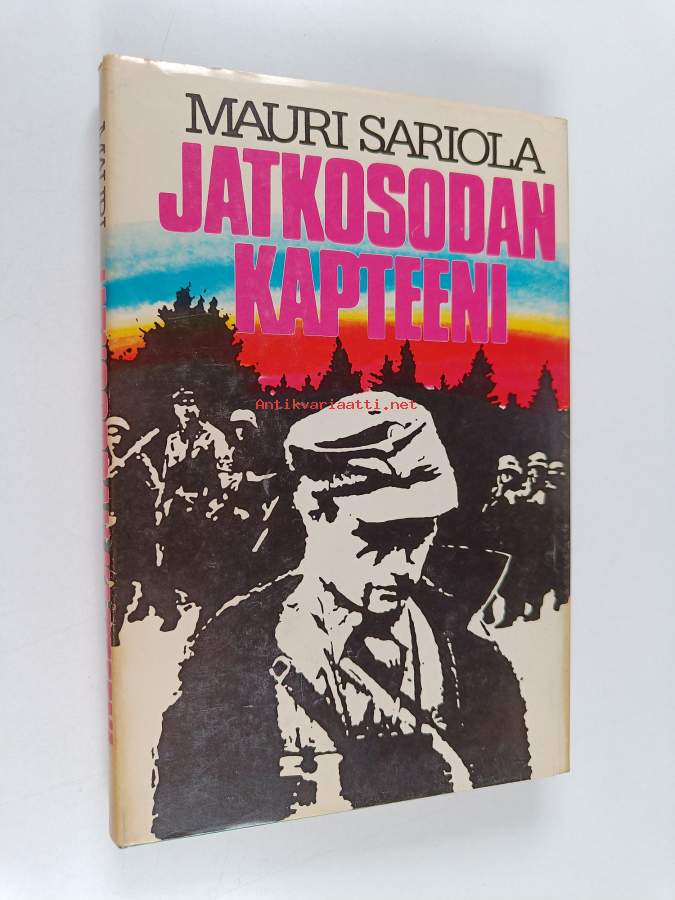 MAURI SARIOLA
JATKOSODAN
KAPTEENI
Antikvariaatti.net